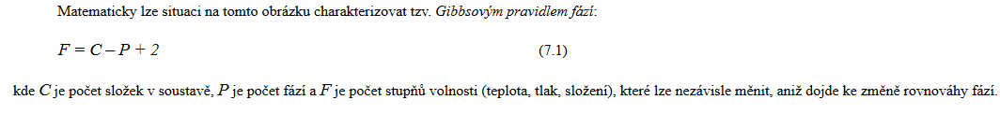 Matematicky lze situaci na tomto obrázku charakterizovat tzv. Gibbsovým pravidlem fází:
F = C – P + 2 (7.1)
kde C je počet složek v soustavě, P je počet fází a F je počet stupňů volnosti (teplota, tlak, složení), které lze nezávisle měnit, aniž dojde ke změně rovnováhy fází.